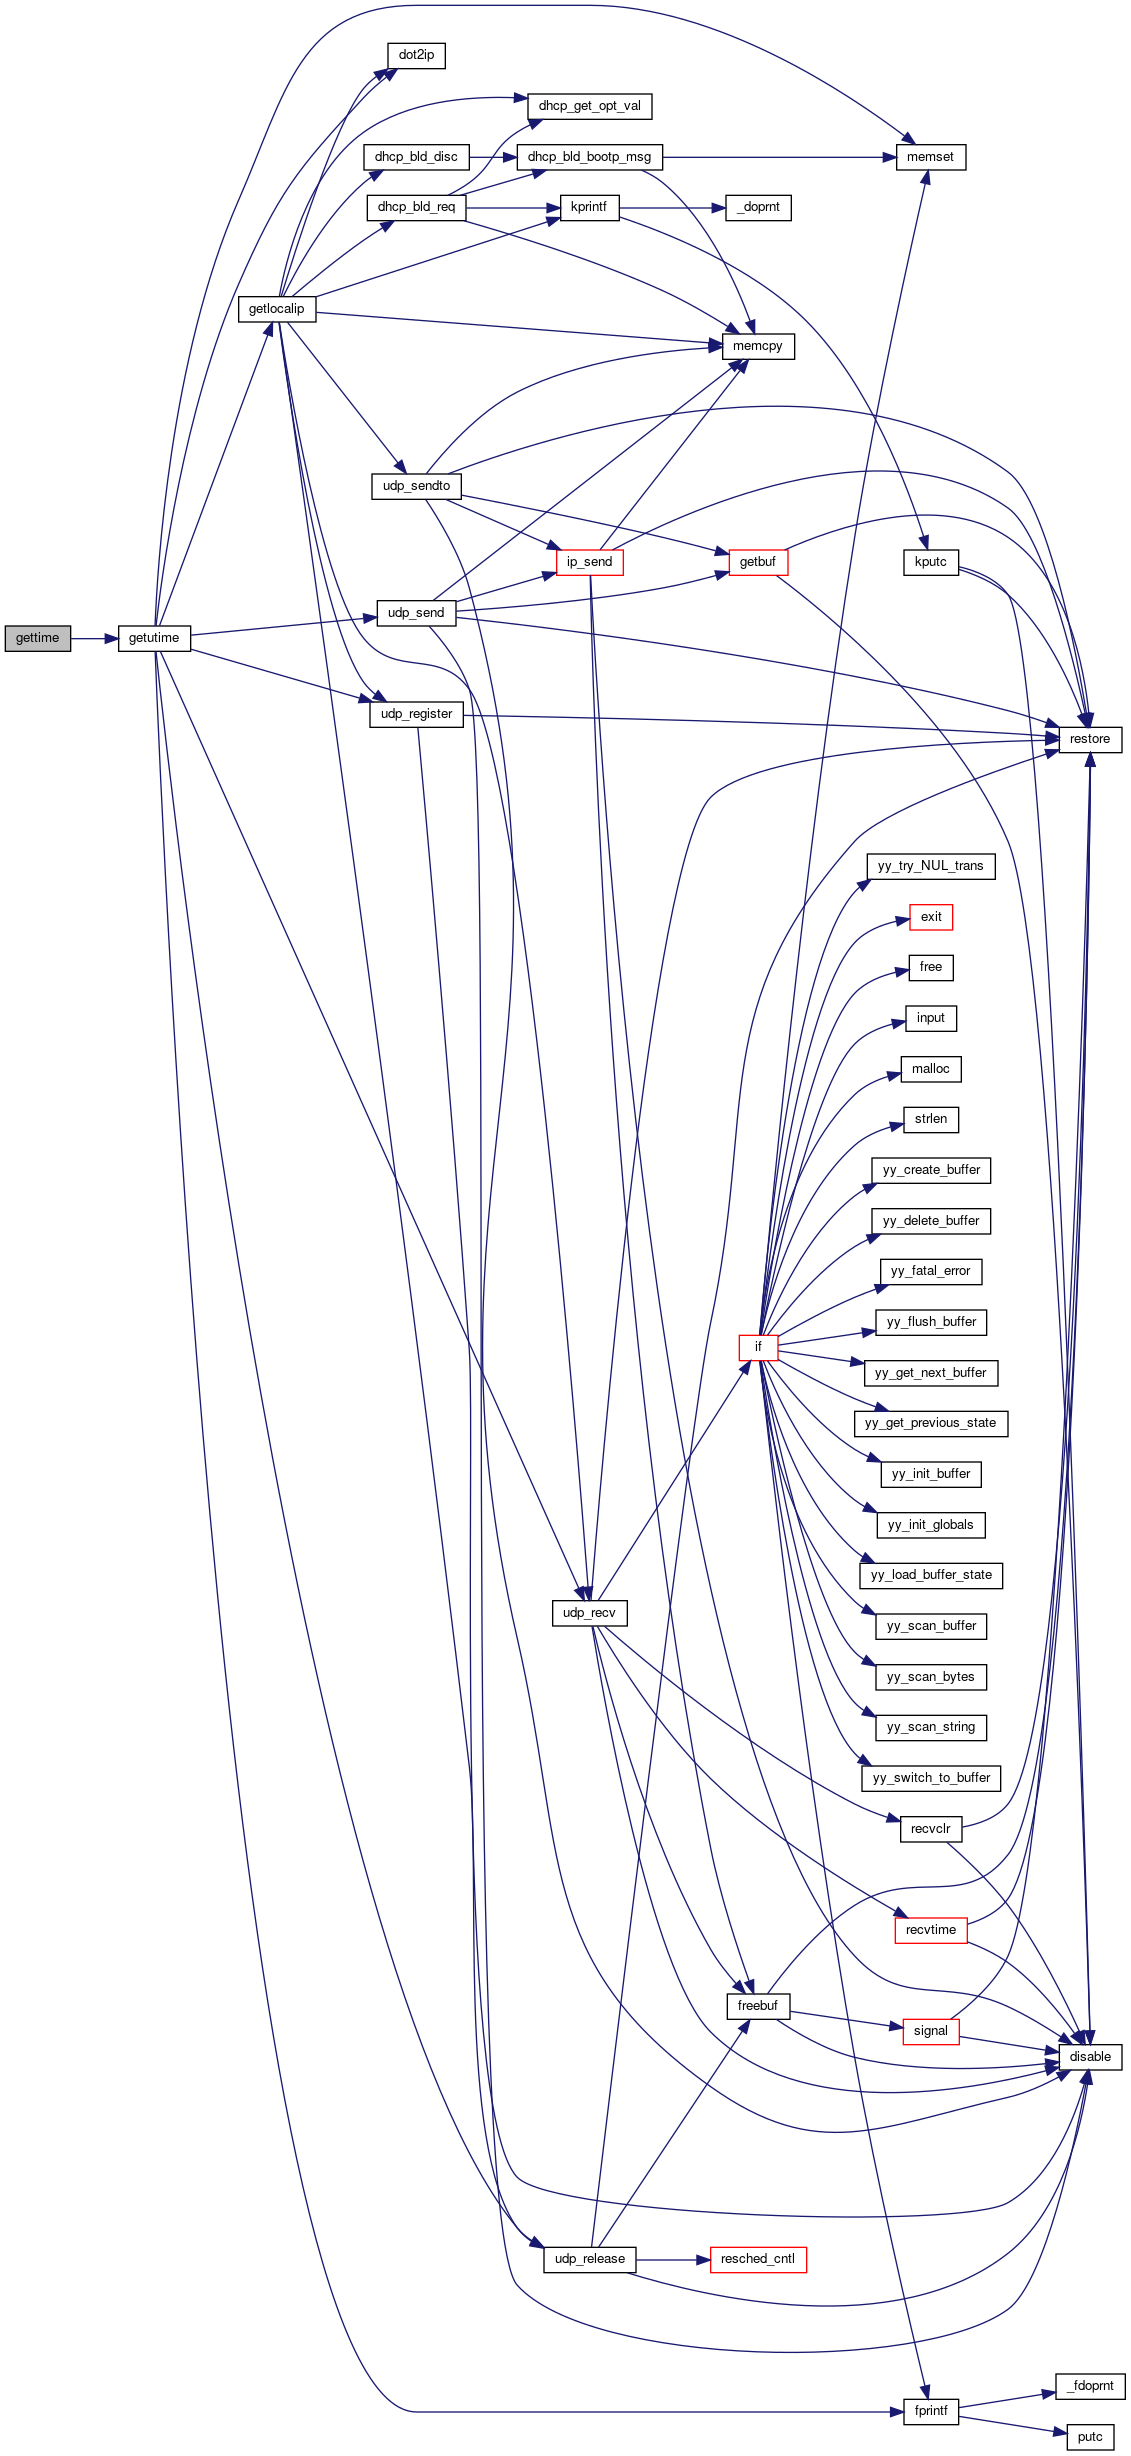 dot2ip
dhcp_get_opt_val
dhcp_bld_disc
dhcp_bld_bootp_msg
memset
dhcp_bld_req
kprintf
_doprnt
getlocalip
memcpy
udp_sendto
ip_send
getbuf
kputc
udp_send
gettime
getutime
udp_register
restore
yy_try_NUL_trans
exit
free
input
malloc
strlen
yy_create_buffer
yy_delete_buffer
yy_fatal_error
yy_flush_buffer
if
yy_get_next_buffer
yy_get_previous_state
yy_init_buffer
yy_init_globals
yy_load_buffer_state
udp_recv
yy_scan_buffer
yy_scan_bytes
yy_scan_string
yy_switch_to_buffer
recvclr
recvtime
freebuf
signal
disable
udp_release
resched_cntl
_fdoprnt
fprintf
putc